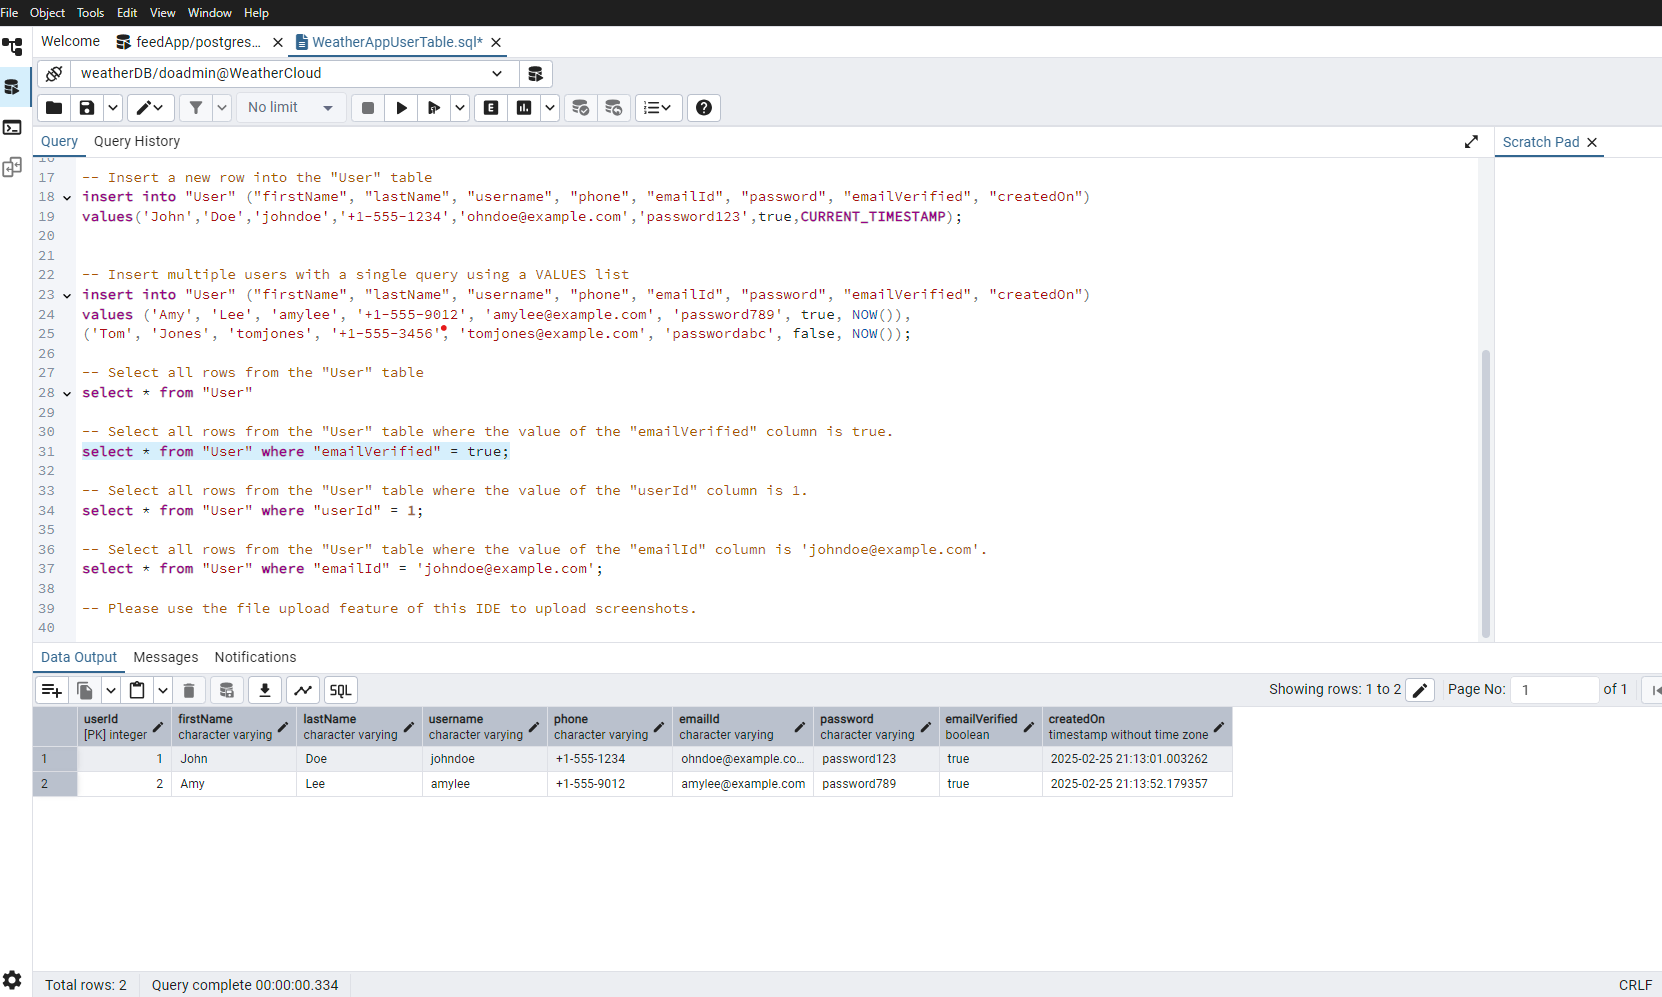 File Object Tools Edit View Window Help
Welcome feedApp/postgres... WeatherAppUserTable.sql*
weatherDB/doadmin@WeatherCloud
No limit E
Query Query History Scratch Pad
16
17 -- Insert a new row into the "User" table
18 insert into "User" ("firstName", "lastName", "username", "phone", "emailId", "password", "emailVerified", "createdOn")
19 values('John','Doe','johndoe','+1-555-1234','ohndoe@example.com','password123',true,CURRENT_TIMESTAMP);
20
21
22 -- Insert multiple users with a single query using a VALUES list
23 insert into "User" ("firstName", "lastName", "username", "phone", "emailId", "password", "emailVerified", "createdOn")
24 values ('Amy', 'Lee', 'amylee', '+1-555-9012', 'amylee@example.com', 'password789', true, NOW()),
25 ('Tom', 'Jones', 'tomjones', '+1-555-3456', 'tomjones@example.com', 'passwordabc', false, NOW());
26
27 -- Select all rows from the "User" table
28 select * from "User"
29
30 -- Select all rows from the "User" table where the value of the "emailVerified" column is true.
31 select * from "User" where "emailVerified" = true;
32
33 -- Select all rows from the "User" table where the value of the "userId" column is 1.
34 select * from "User" where "userId" = 1;
35
36 -- Select all rows from the "User" table where the value of the "emailId" column is 'johndoe@example.com'.
37 select * from "User" where "emailId" = 'johndoe@example.com';
38
39 -- Please use the file upload feature of this IDE to upload screenshots.
40
Data Output Messages Notifications
SQL Showing rows: 1 to 2 Page No: 1 of 1
userId firstName lastName username phone emailId password emailVerified createdOn
[PK] integer character varying character varying character varying character varying character varying character varying boolean timestamp without time zone
1 1 John Doe johndoe +1-555-1234 ohndoe@example.co... password123 true 2025-02-25 21:13:01.003262
2 2 Amy Lee amylee +1-555-9012 amylee@example.com password789 true 2025-02-25 21:13:52.179357
Total rows: 2 Query complete 00:00:00.334 CRLF